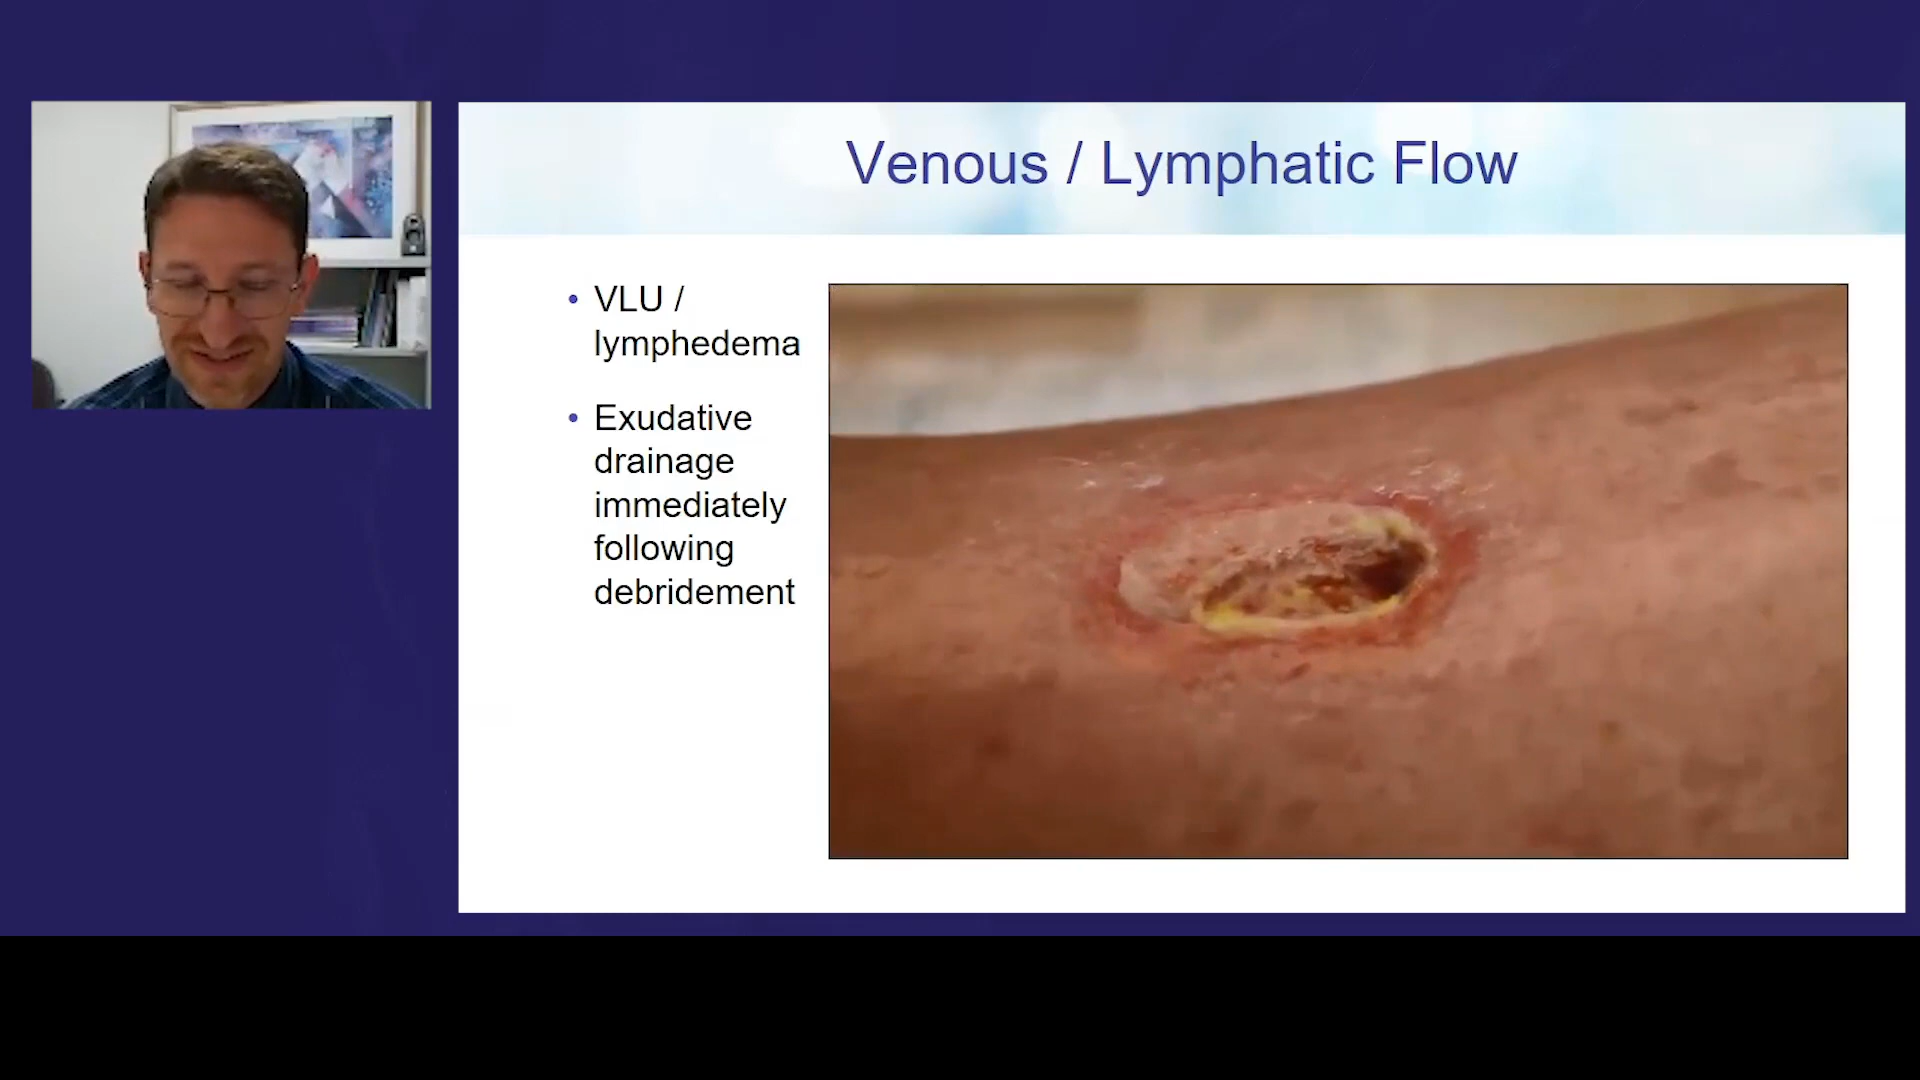 Venous / Lymphatic Flow
• VLU /
lymphedema
• Exudative
drainage
immediately
following
debridement